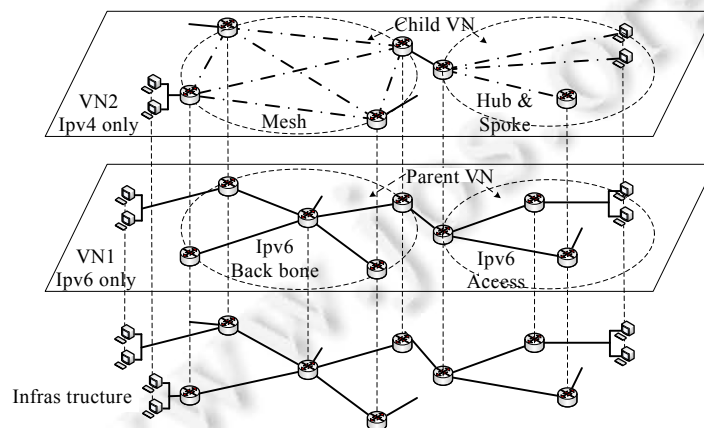 Child VN
VN2
Ipv4 only
Mesh
Hub &
Spoke
Parent VN
VN1
Ipv6 only
Ipv6
Back bone
Ipv6
Access
Infras tructure